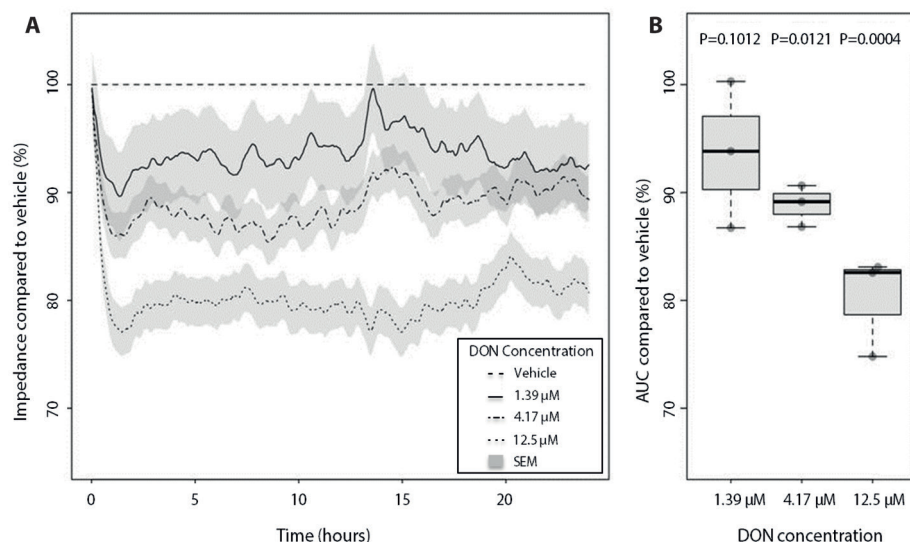 A
Impedance compared to vehicle (%)
100
90
80
70
0
5
10
15
20
Time (hours)
DON Concentration
Vehicle
1.39 µM
4.17 µM
12.5 µM
SEM
B
P=0.1012 P=0.0121 P=0.0004
AUC compared to vehicle (%)
100
90
80
70
1.39 µM 4.17 µM 12.5 µM
DON concentration